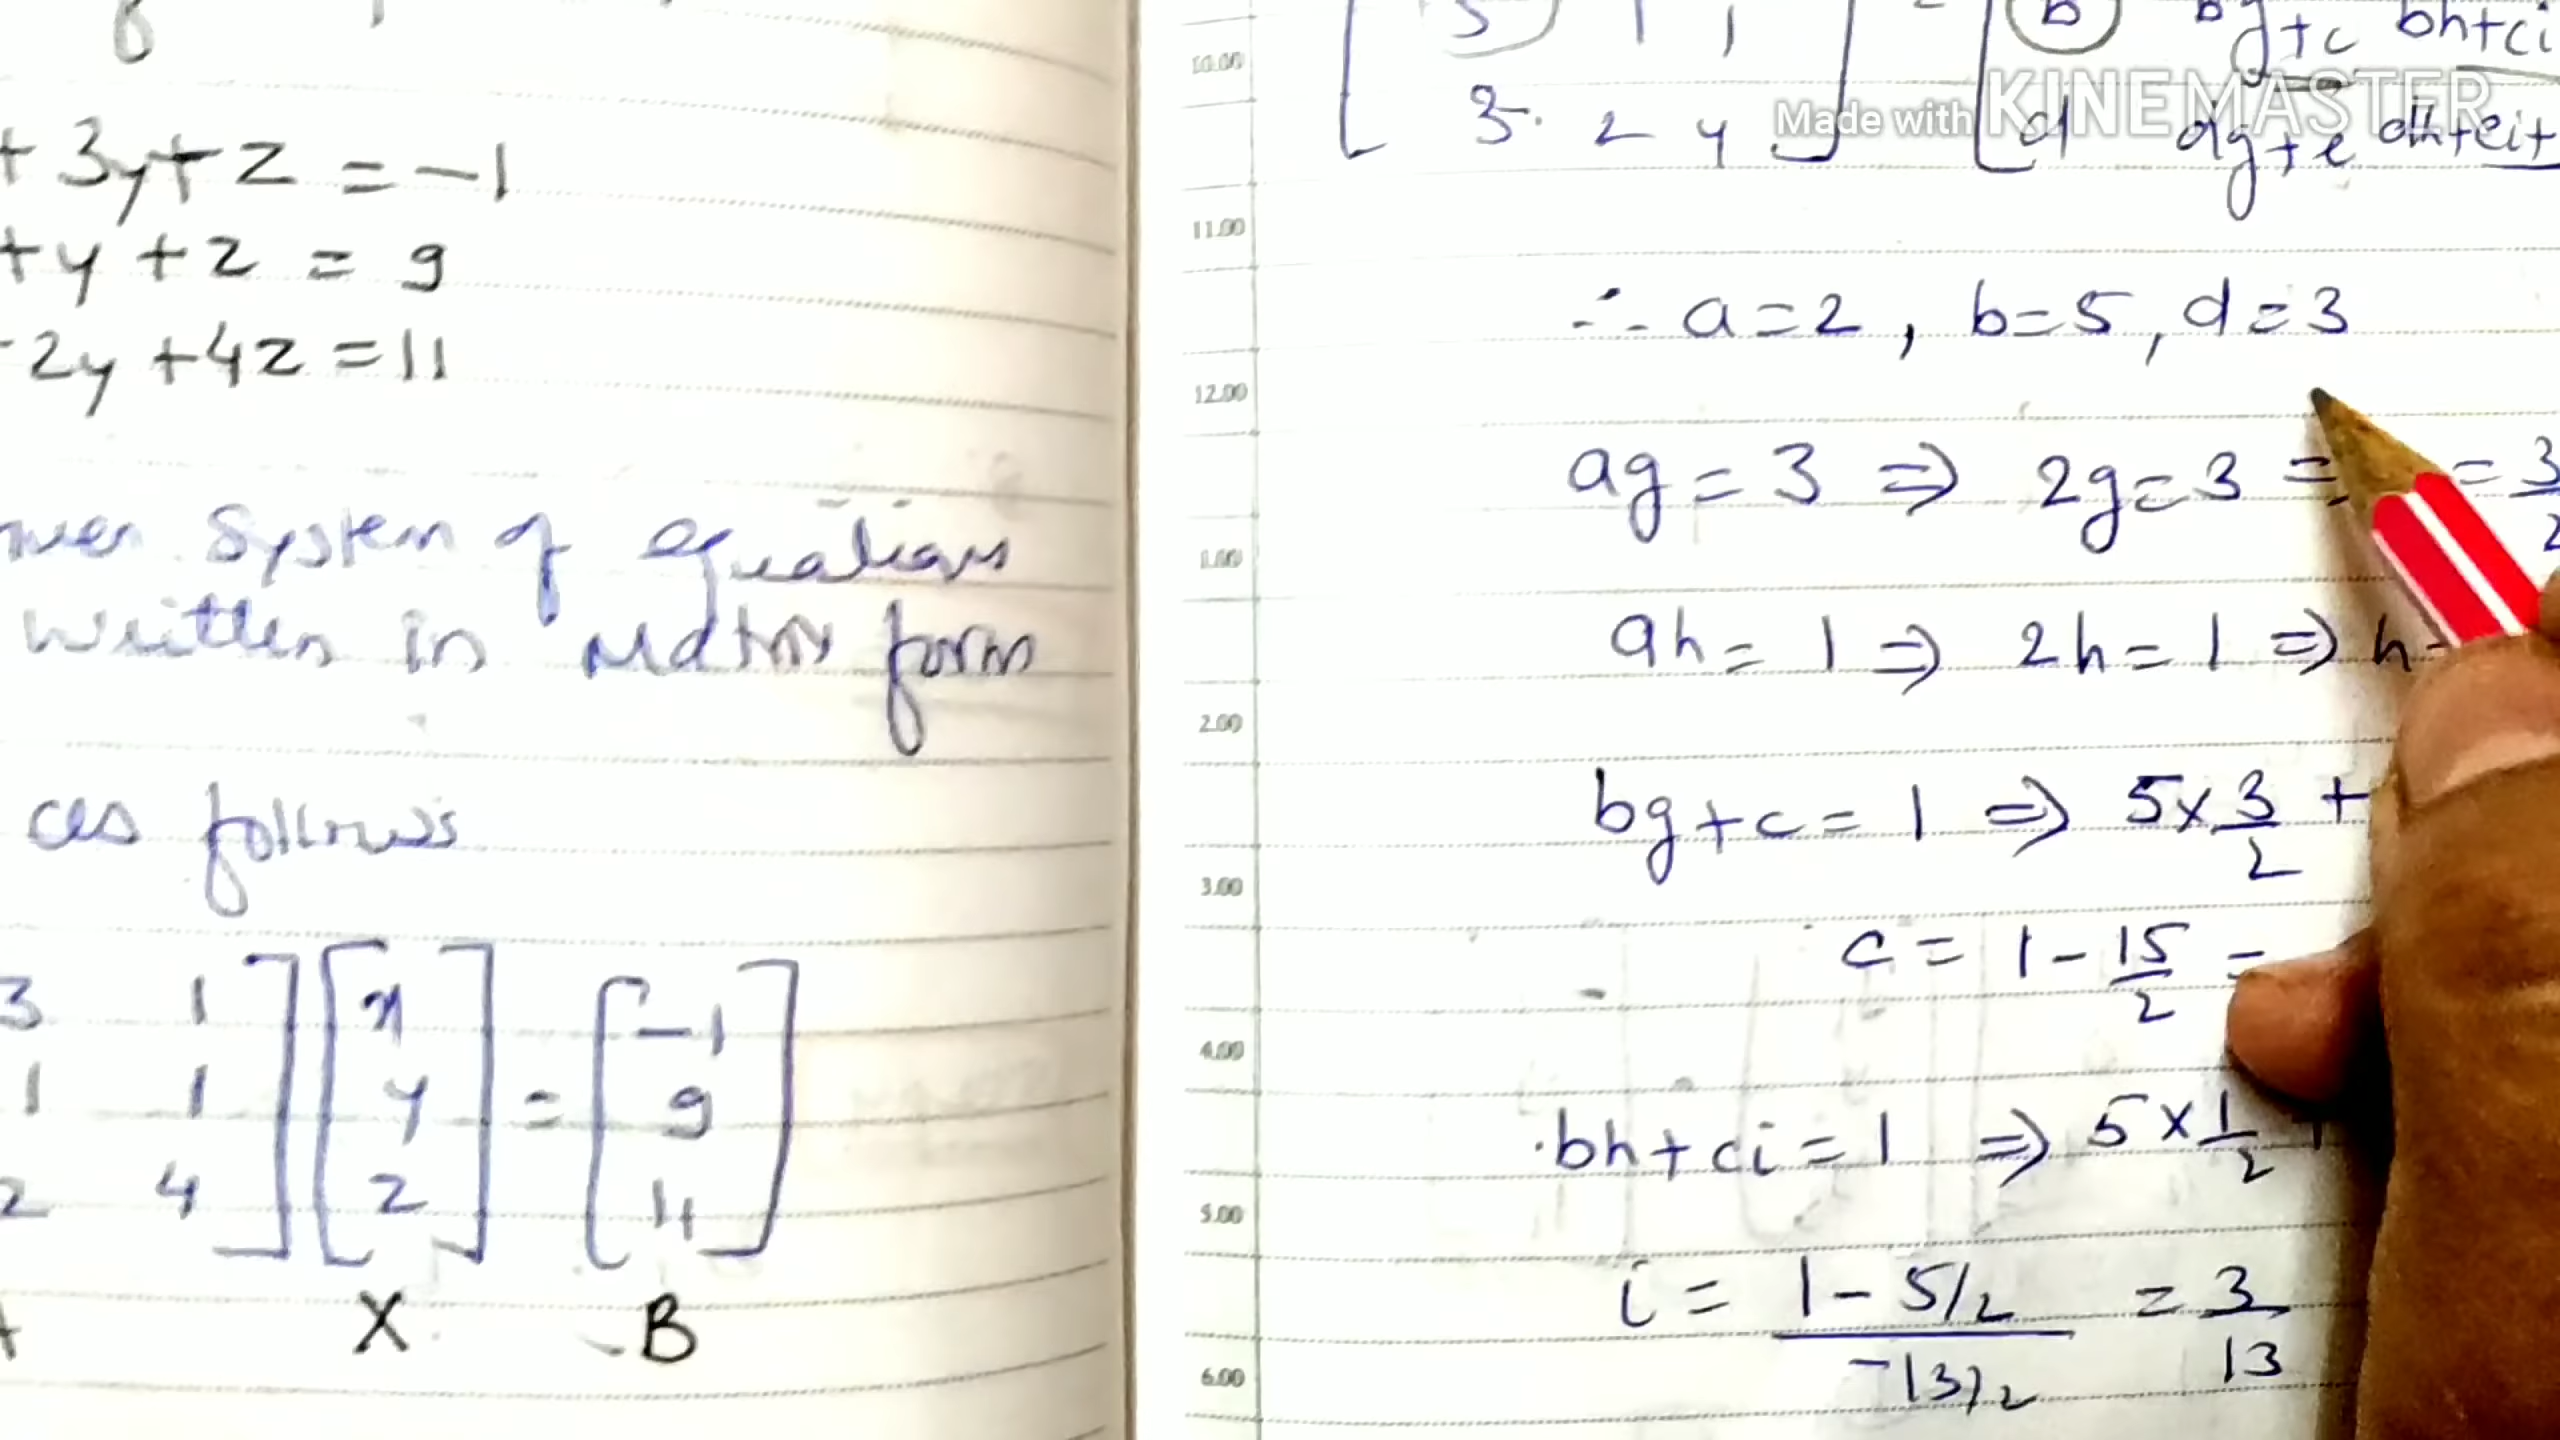 + 3y + z = -1
+ y + z = 9
2y + 4z = 11
System of equations
written in Matrix form
as follows
3 1 x -1
1 1 y = 9
2 4 z 11
X B
5 1 1 = b bg+c bh+ci
3 2 4 d dg+e dh+ei+
Made with KINEMASTER
10.00
11.00
∴ a=2, b=5, d=3
12.00
ag = 3 ⇒ 2g = 3 = 3/2
1.00
ah = 1 ⇒ 2h = 1 ⇒ h
2.00
bg+c = 1 ⇒ 5 × 3/2 +
3.00
c = 1 - 15/2 =
4.00
bh + ci = 1 ⇒ 5 × 1/2 +
5.00
i = 1 - 5/2 / -13/2 = 3/13
6.00